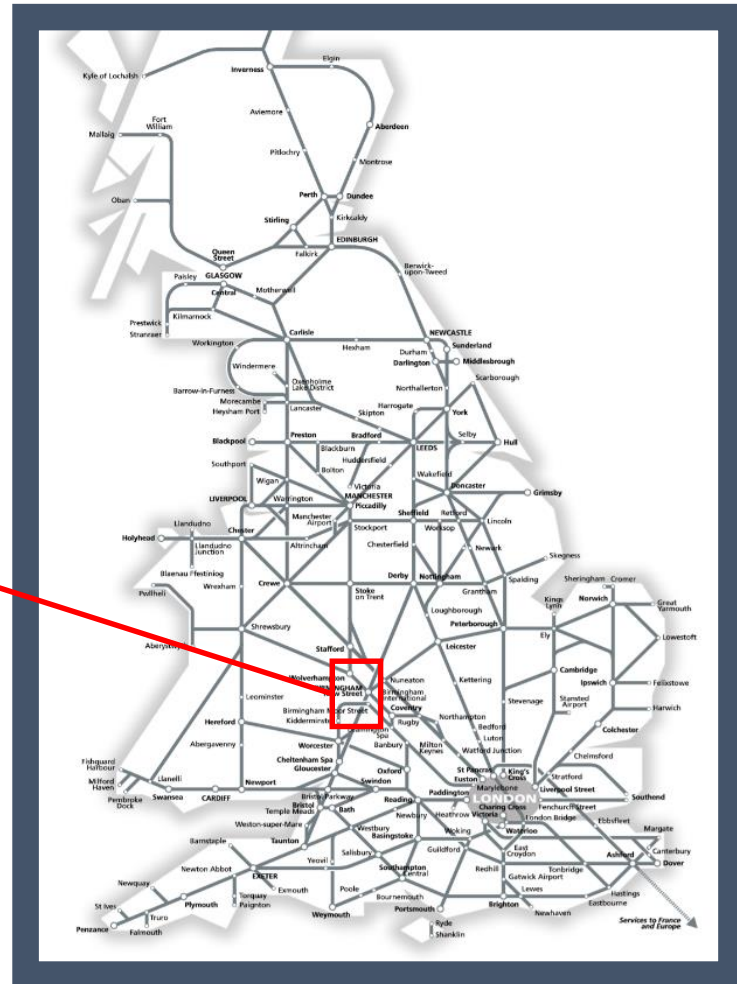 Elgin
Inverness
Kyle of Lochalsh
Aviemore
Fort
William
Mallaig
Aberdeen
Pitlochry
Montrose
Perth
Dundee
Oban
Kirkcaldy
Stirling
EDINBURGH
Queen
Street
Falkirk
Berwick-
upon-Tweed
Paisley
GLASGOW
Central
Motherwell
Prestwick
Kilmarnock
Stranraer
Carlisle
NEWCASTLE
Workington
Hexham
Sunderland
Durham
Darlington
Middlesbrough
Windermere
Scarborough
Oxenholme
Lake District
Barrow-in-Furness
Northallerton
Morecambe
Heysham Port
Lancaster
Harrogate
Skipton
York
Blackpool
Preston
Blackburn
Bradford
LEEDS
Selby
Hull
Southport
Huddersfield
Bolton
Wakefield
Wigan
Victoria
MANCHESTER
Piccadilly
Doncaster
Grimsby
LIVERPOOL
Warrington
Manchester
Airport
Stockport
Sheffield
Retford
Worksop
Lincoln
Llandudno
Holyhead
Chester
Llandudno
Junction
Altrincham
Chesterfield
Newark
Skegness
Blaenau Ffestiniog
Pwllheli
Wrexham
Crewe
Stoke
on Trent
Derby
Nottingham
Grantham
Spalding
Sheringham
Cromer
Kings
Lynn
Norwich
Great
Yarmouth
Loughborough
Shrewsbury
Peterborough
Ely
Lowestoft
Stafford
Leicester
Wolverhampton
Nuneaton
Cambridge
Birmingham
International
Kettering
Ipswich
Felixstowe
Leominster
Birmingham Moor Street
Coventry
Stansted
Airport
Kidderminster
Rugby
Northampton
Stevenage
Harwich
Hereford
Spa
Bedford
Colchester
Abergavenny
Worcester
Banbury
Milton
Keynes
Luton
Watford Junction
Cheltenham Spa
Gloucester
Chelmsford
Fishguard
Harbour
Oxford
St Pancras
Euston
King's
Cross
Stratford
Milford
Haven
Llanelli
Newport
Swindon
Marylebone
Paddington
Liverpool Street
Pembroke
Dock
Swansea
CARDIFF
Bristol Parkway
Reading
LONDON
Southend
Bristol
Temple Meads
Bath
Charing Cross
Fenchurch Street
Newbury
Heathrow
Victoria
London Bridge
Ebbsfleet
Weston-super-Mare
Westbury
Basingstoke
Woking
Waterloo
Margate
Barnstaple
Taunton
Salisbury
Guildford
East
Croydon
Canterbury
Newton Abbot
Yeovil
Southampton
Central
Redhill
Tonbridge
Ashford
Dover
EXETER
Gatwick Airport
Newquay
Exmouth
Poole
Lewes
Hastings
Torquay
Paignton
Bournemouth
Eastbourne
St Ives
Plymouth
Weymouth
Portsmouth
Brighton
Newhaven
Truro
Penzance
Falmouth
Ryde
Shanklin
Services to France
and Europe